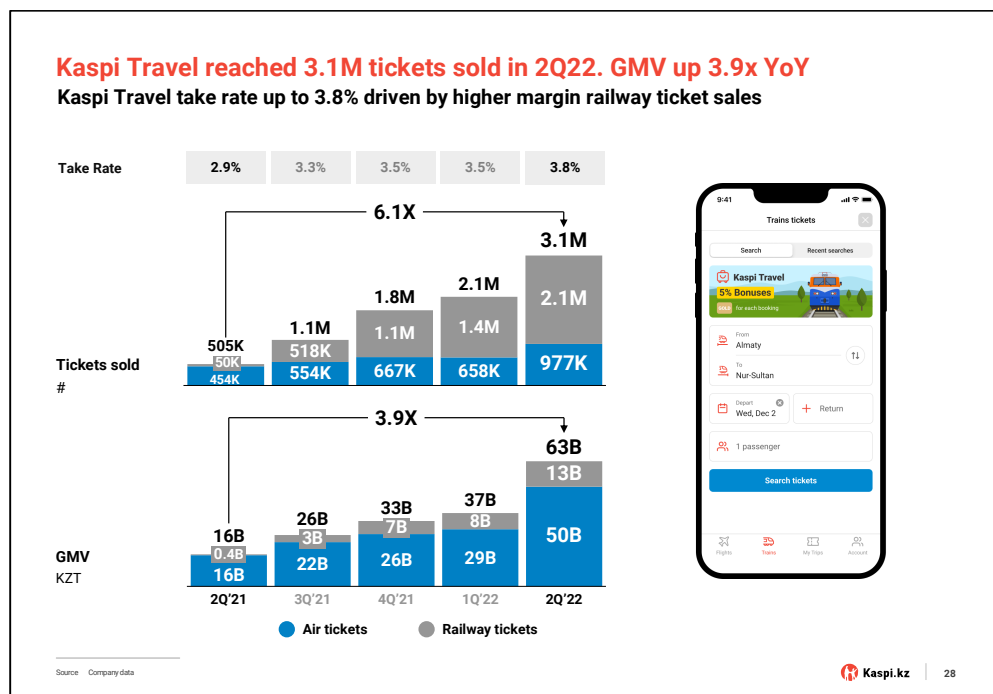 Kaspi Travel reached 3.1M tickets sold in 2Q22. GMV up 3.9x YoY
Kaspi Travel take rate up to 3.8% driven by higher margin railway ticket sales
Take Rate
2.9% 3.3% 3.5% 3.5% 3.8%
6.1X
3.1M
2.1M
1.8M
2.1M
1.1M
1.4M
1.1M
505K
518K
50K
Tickets sold
#
454K 554K 667K 658K 977K
3.9X
63B
13B
37B
33B
26B
8B
7B
16B
3B
0.4B
50B
GMV
KZT
16B 22B 26B 29B
2Q'21 3Q'21 4Q'21 1Q'22 2Q'22
Air tickets Railway tickets
9:41
Trains tickets
Search Recent searches
Kaspi Travel
5% Bonuses
for each booking
From
Almaty
To
Nur-Sultan
Depart
Wed, Dec 2
Return
1 passenger
Search tickets
Flights Trains My Trips Account
Source Company data
Kaspi.kz 28